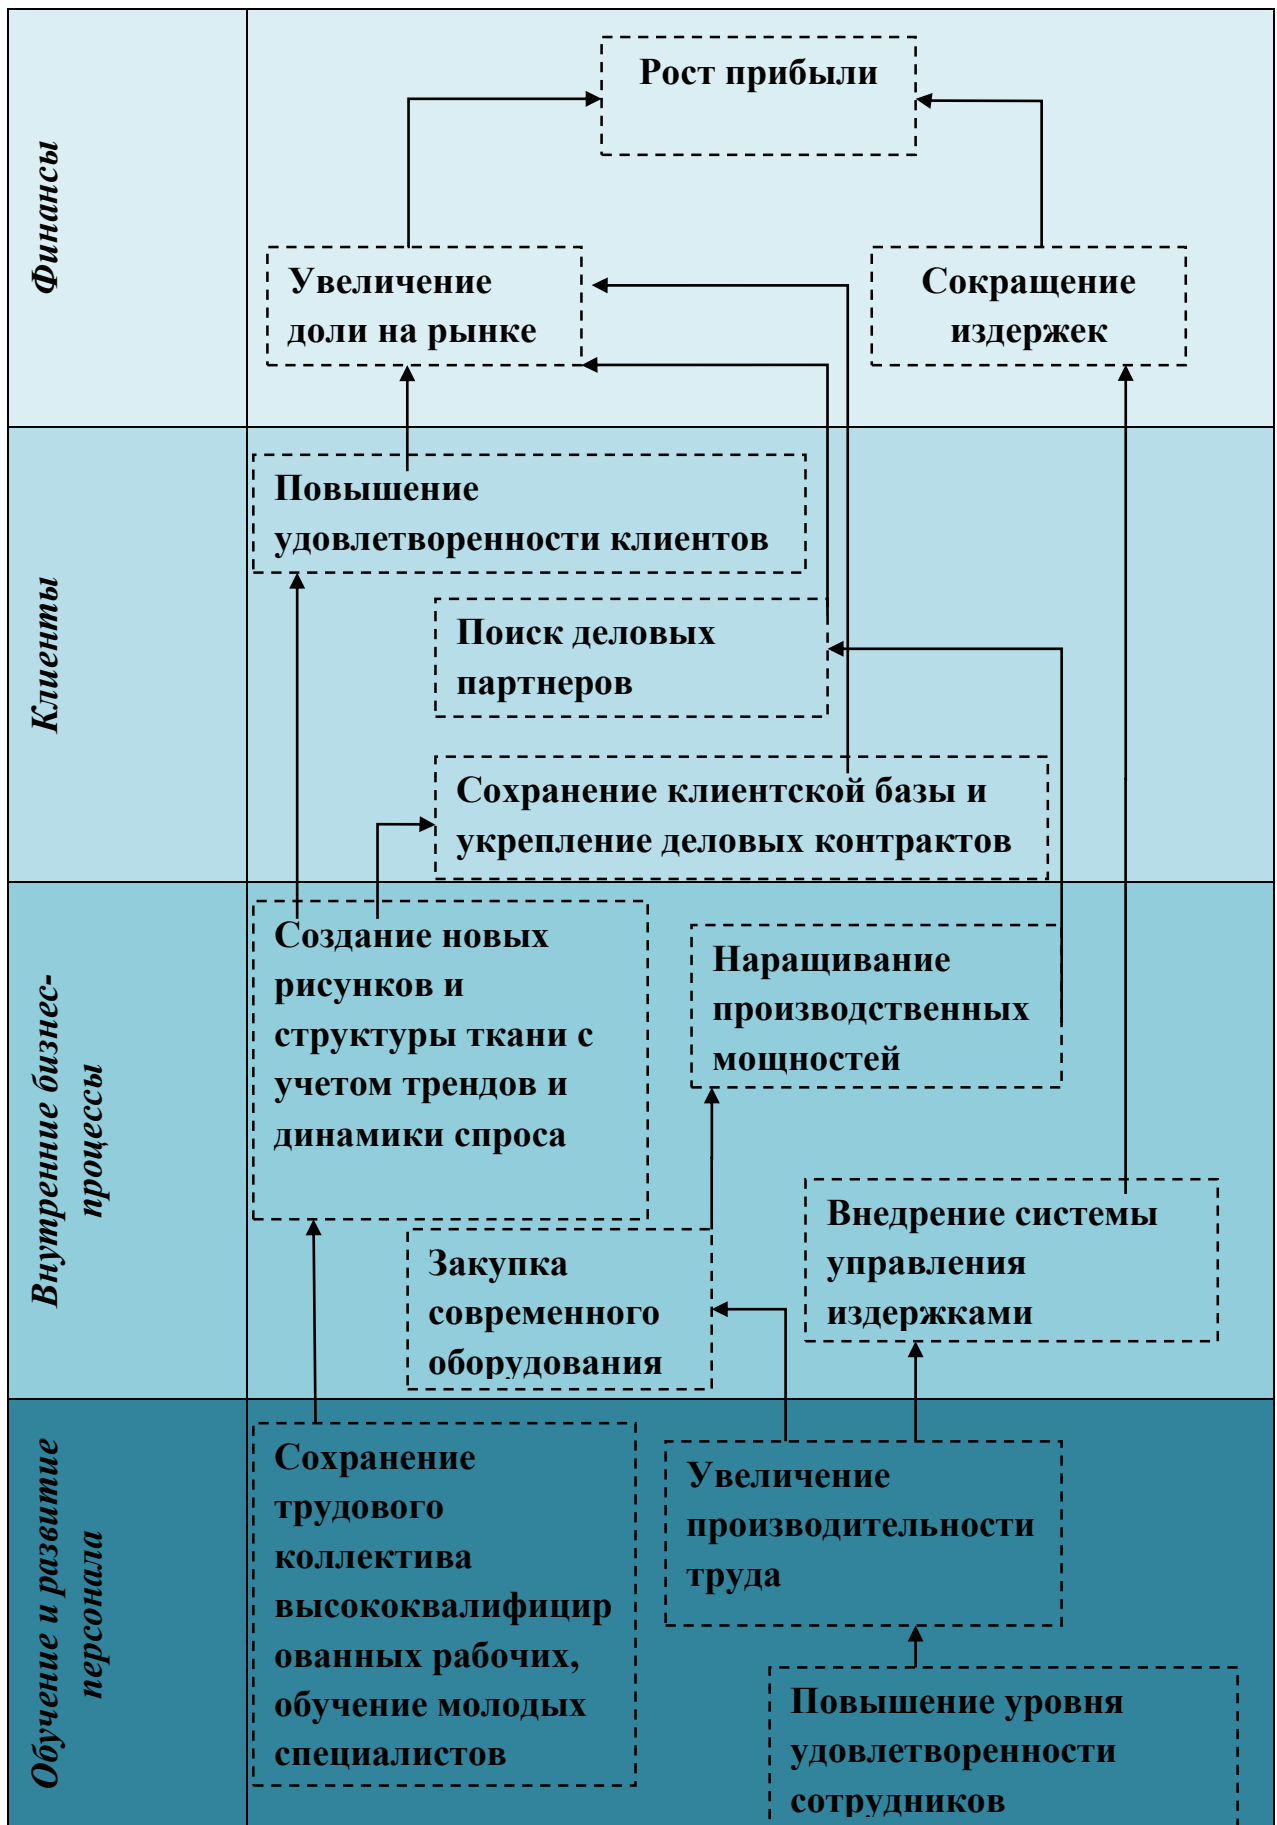 Финансы
Рост прибыли
Увеличение
доли на рынке
Сокращение
издержек
Клиенты
Повышение
удовлетворенности клиентов
Поиск деловых
партнеров
Сохранение клиентской базы и
укрепление деловых контрактов
Внутренние бизнес-
процессы
Создание новых
рисунков и
структуры ткани с
учетом трендов и
динамики спроса
Наращивание
производственных
мощностей
Закупка
современного
оборудования
Внедрение системы
управления
издержками
Обучение и развитие
персонала
Сохранение
трудового
коллектива
высококвалифицир
ованных рабочих,
обучение молодых
специалистов
Увеличение
производительности
труда
Повышение уровня
удовлетворенности
сотрудников